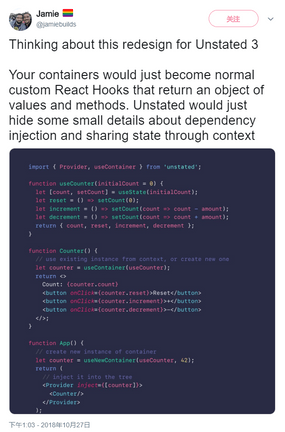 Jamie
@jamiebuilds
关注
Thinking about this redesign for Unstated 3
Your containers would just become normal
custom React Hooks that return an object of
values and methods. Unstated would just
hide some small details about dependency
injection and sharing state through context
import { Provider, useContainer } from 'unstated';
function useCounter(initialCount = 0) {
let [count, setCount] = useState(initialCount);
let reset = () => setCount(0);
let increment = () => setCount(count => count + amount);
let decrement = () => setCount(count => count + amount);
return { count, reset, increment, decrement };
}
function Counter() {
// use existing instance from context, or create new one
let counter = useContainer(useCounter);
return <>
Count: {counter.count}
<button onClick={counter.reset}>Reset</button>
<button onClick={counter.increment}>+</button>
<button onClick={counter.decrement}>-</button>
</>;
}
function App() {
// create new instance of container
let counter = useNewContainer(useCounter, 42);
return (
// inject it into the tree
<Provider inject={[counter]}>
<Counter/>
</Provider>
);
下午1:03 - 2018年10月27日